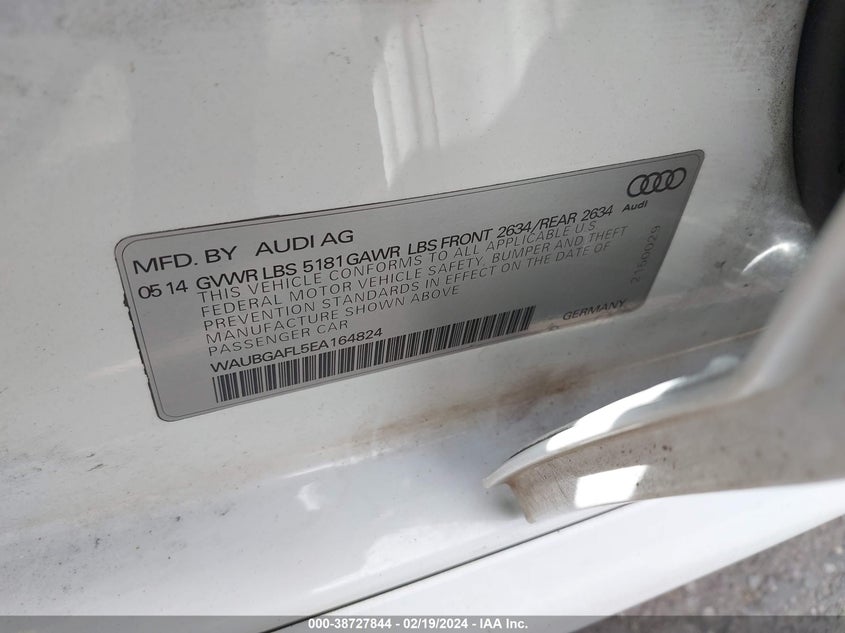 MFD. BY AUDI AG
Audi
05 14 GVWR LBS 5181 GAWR LBS FRONT 2634/REAR 2634
THIS VEHICLE CONFORMS TO ALL APPLICABLE U S
FEDERAL MOTOR VEHICLE SAFETY, BUMPER AND THEFT
PREVENTION STANDARDS IN EFFECT ON THE DATE OF
MANUFACTURE SHOWN ABOVE
PASSENGER CAR
WAUBGAFL5EA164824
GERMANY
000-38727844 - 02/19/2024 - IAA Inc.